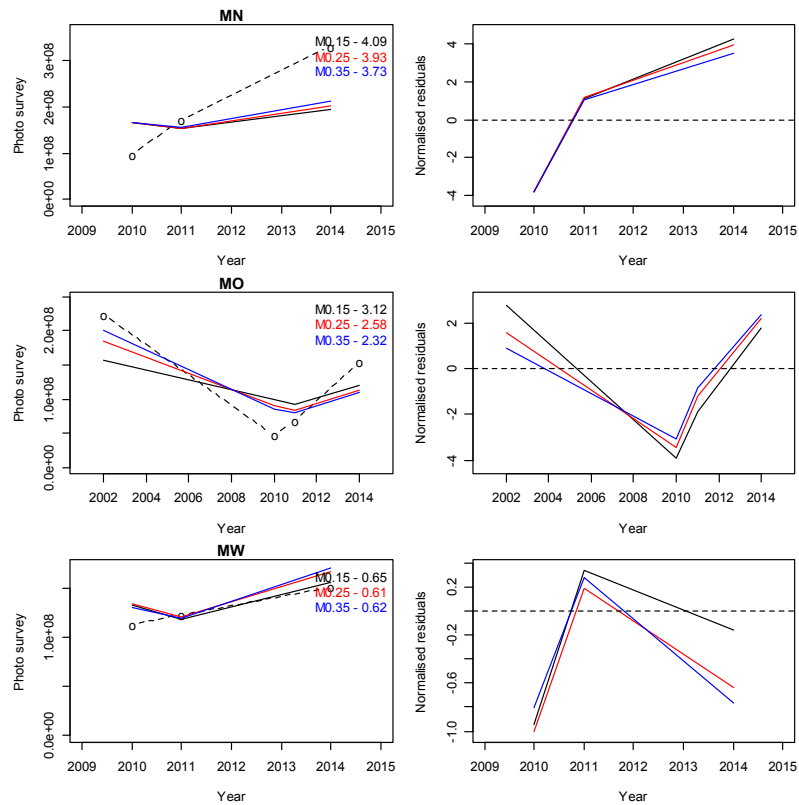 MN
M0.15 - 4.09
M0.25 - 3.93
M0.35 - 3.73
Photo survey
0e+00 1e+08 2e+08 3e+08
2009 2010 2011 2012 2013 2014 2015
Year
Normalised residuals
-4 -2 0 2 4
2009 2010 2011 2012 2013 2014 2015
Year
MO
M0.15 - 3.12
M0.25 - 2.58
M0.35 - 2.32
Photo survey
0.0e+00 1.0e+08 2.0e+08
2002 2004 2006 2008 2010 2012 2014
Year
Normalised residuals
-4 -2 0 2
2002 2004 2006 2008 2010 2012 2014
Year
MW
M0.15 - 0.65
M0.25 - 0.61
M0.35 - 0.62
Photo survey
0.0e+00 1.0e+08
2009 2010 2011 2012 2013 2014 2015
Year
Normalised residuals
-1.0 -0.6 -0.2 0.2
2009 2010 2011 2012 2013 2014 2015
Year